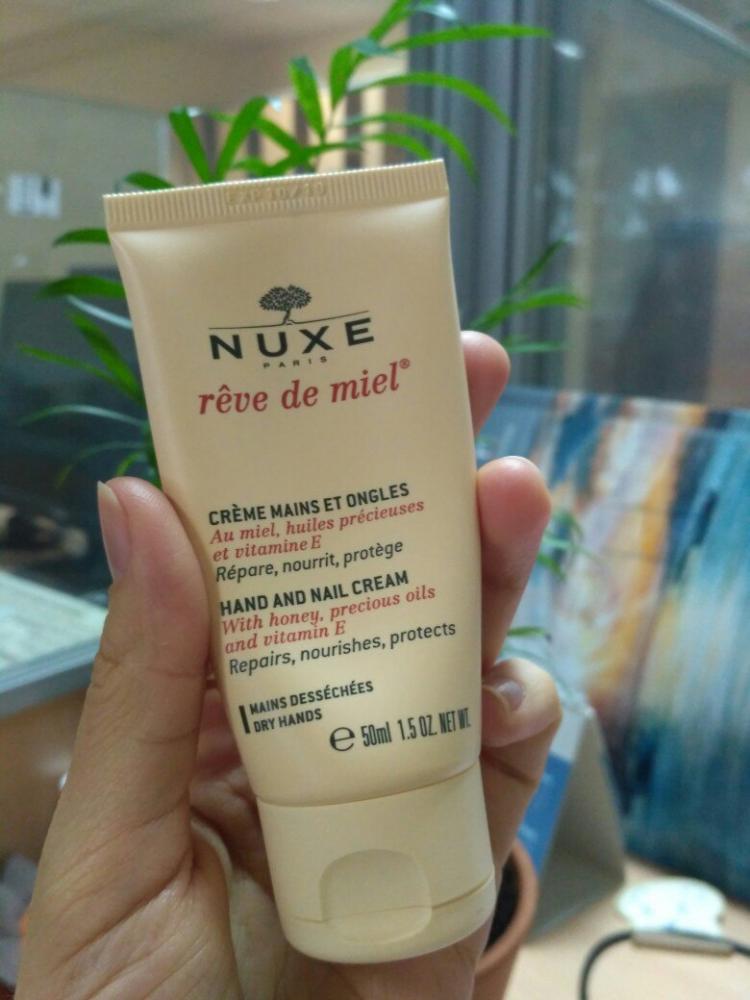 NUXE
PARIS
rêve de miel®
CRÈME MAINS ET ONGLES
Au miel, huiles précieuses
et vitamine E
Répare, nourrit, protège
HAND AND NAIL CREAM
With honey, precious oils
and vitamin E
Repairs, nourishes, protects
MAINS DESSÉCHÉES
DRY HANDS
e 50ml 1.5 OZ. NET WT.